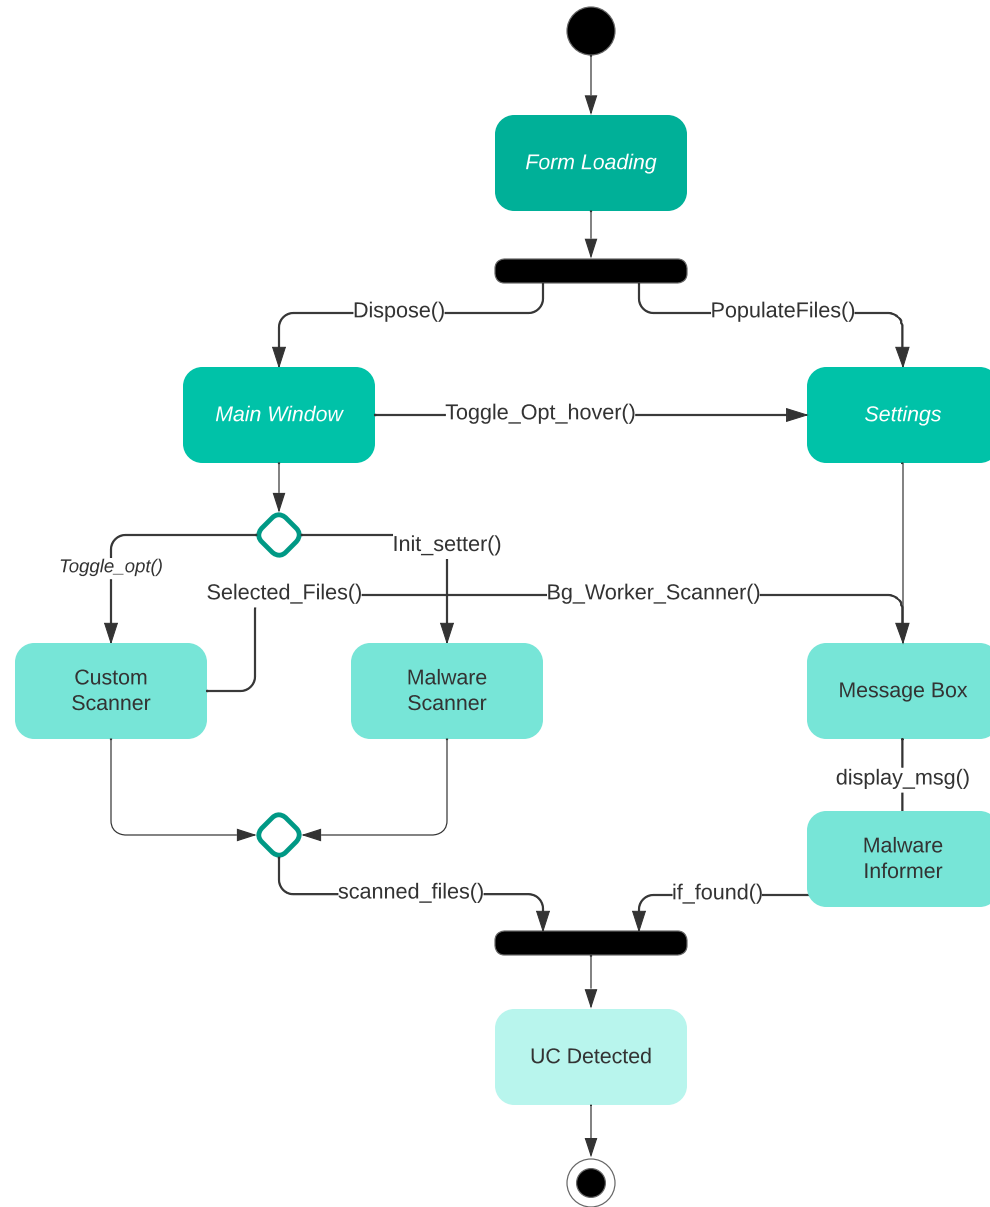 Form Loading
Dispose()
PopulateFiles()
Main Window
Toggle_Opt_hover()
Settings
Init_setter()
Toggle_opt()
Selected_Files()
Bg_Worker_Scanner()
Custom
Scanner
Malware
Scanner
Message Box
display_msg()
Malware
Informer
scanned_files()
if_found()
UC Detected